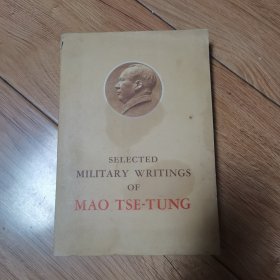 SELECTED
MILITARY WRITINGS
OF
MAO TSE-TUNG